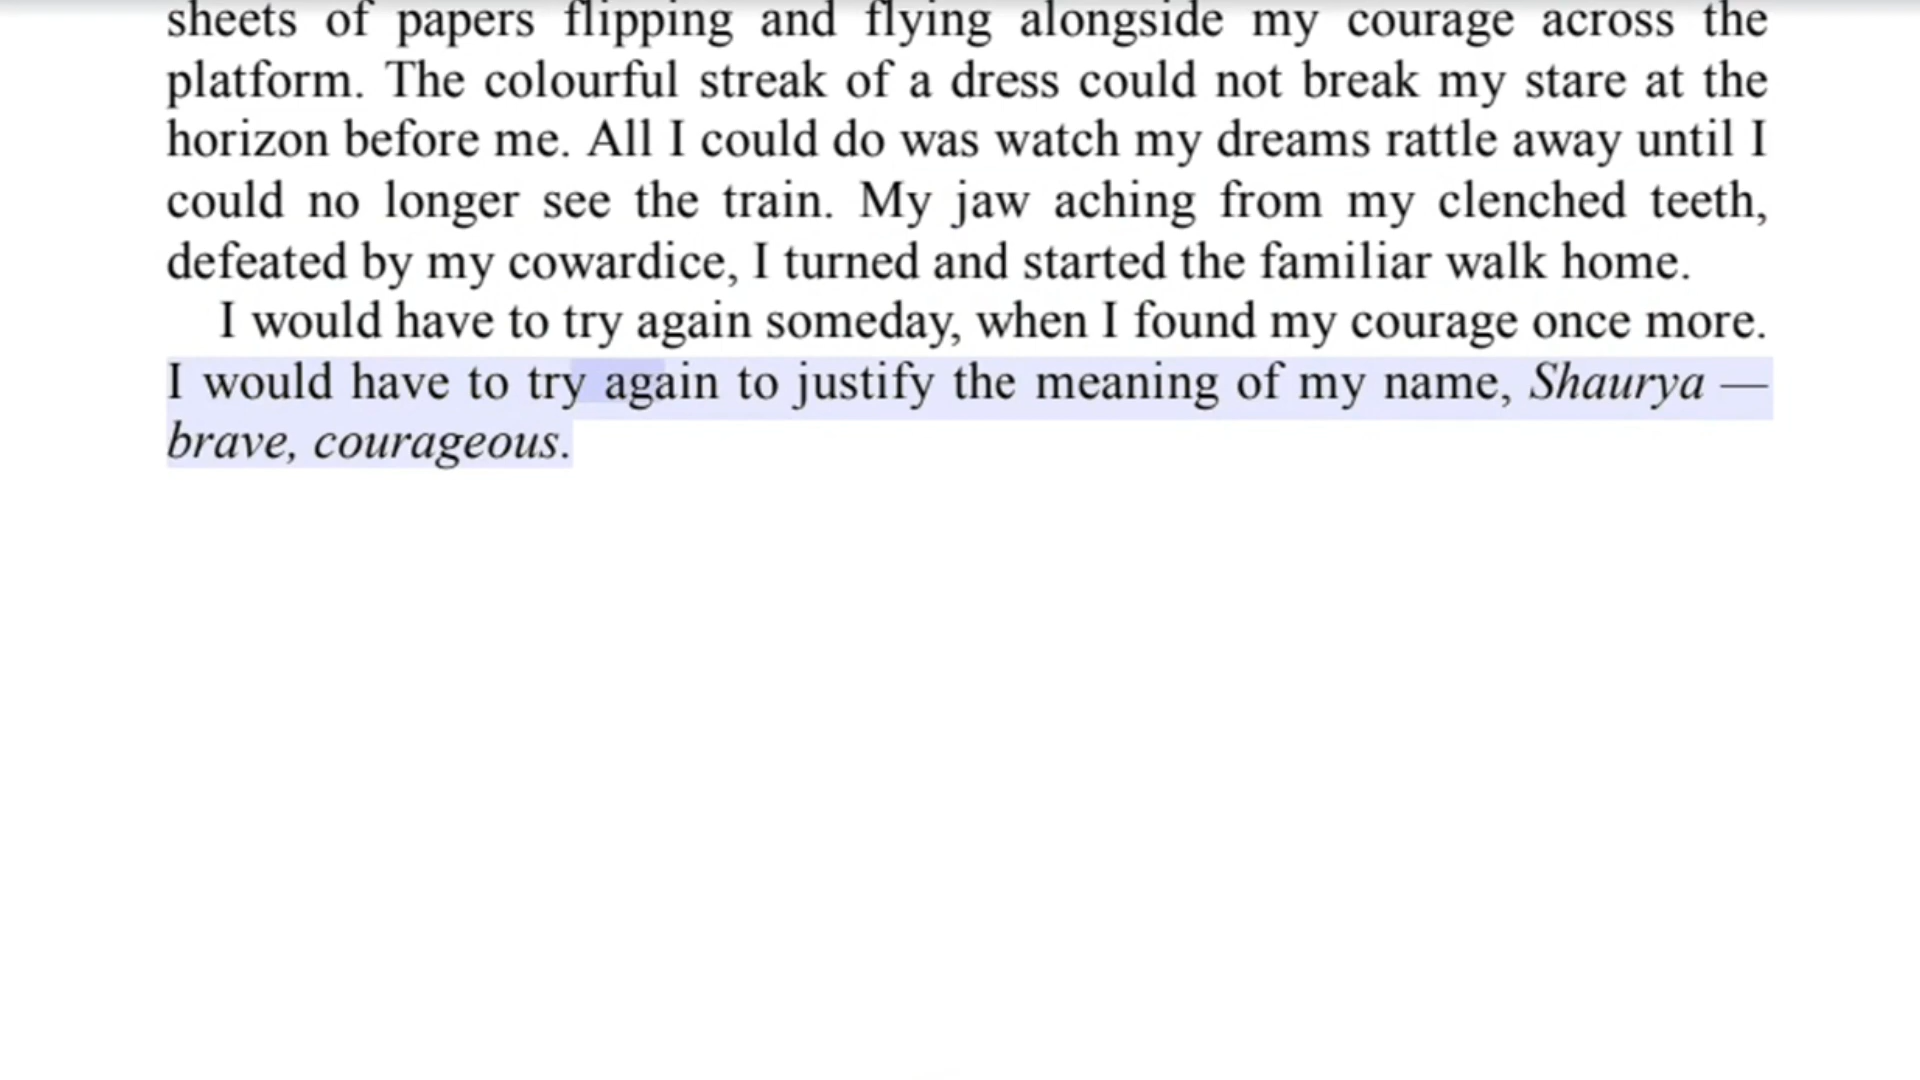 sheets of papers flipping and flying alongside my courage across the
platform. The colourful streak of a dress could not break my stare at the
horizon before me. All I could do was watch my dreams rattle away until I
could no longer see the train. My jaw aching from my clenched teeth,
defeated by my cowardice, I turned and started the familiar walk home.
I would have to try again someday, when I found my courage once more.
I would have to try again to justify the meaning of my name, Shaurya —
brave, courageous.